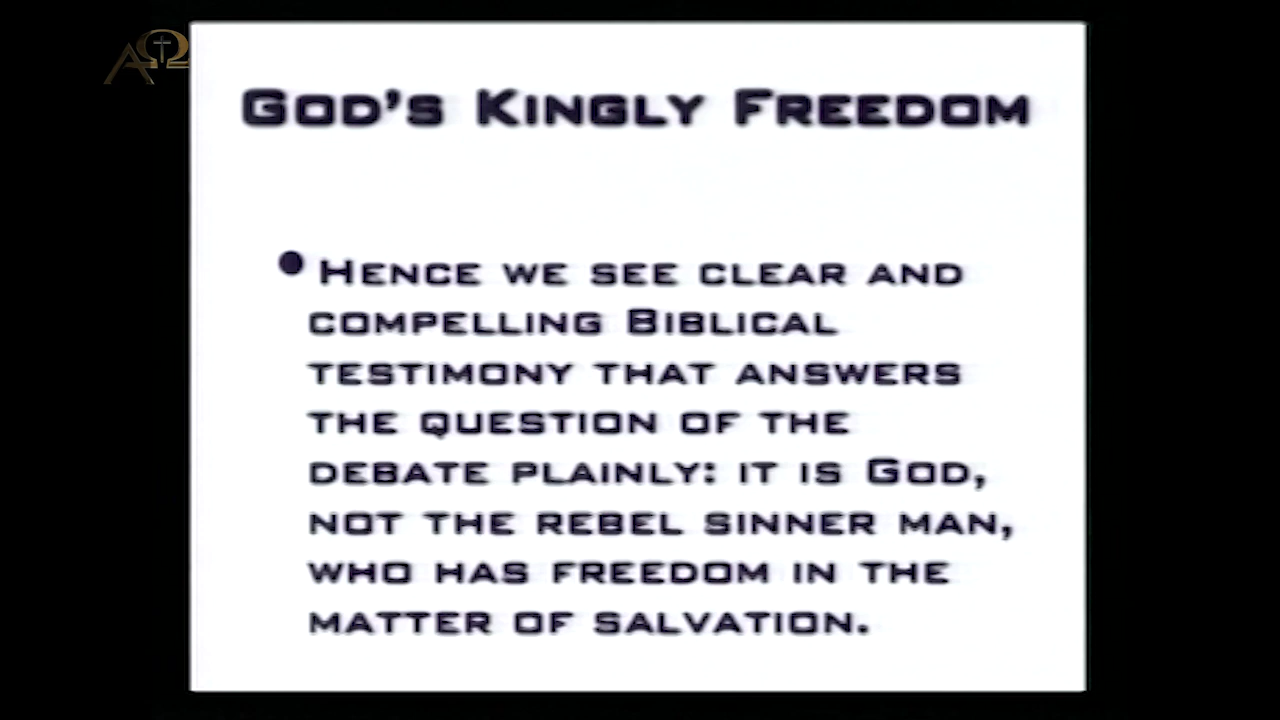 ΑΩ
God's Kingly Freedom
• Hence we see clear and
compelling Biblical
testimony that answers
the question of the
debate plainly: it is God,
not the rebel sinner man,
who has freedom in the
matter of salvation.